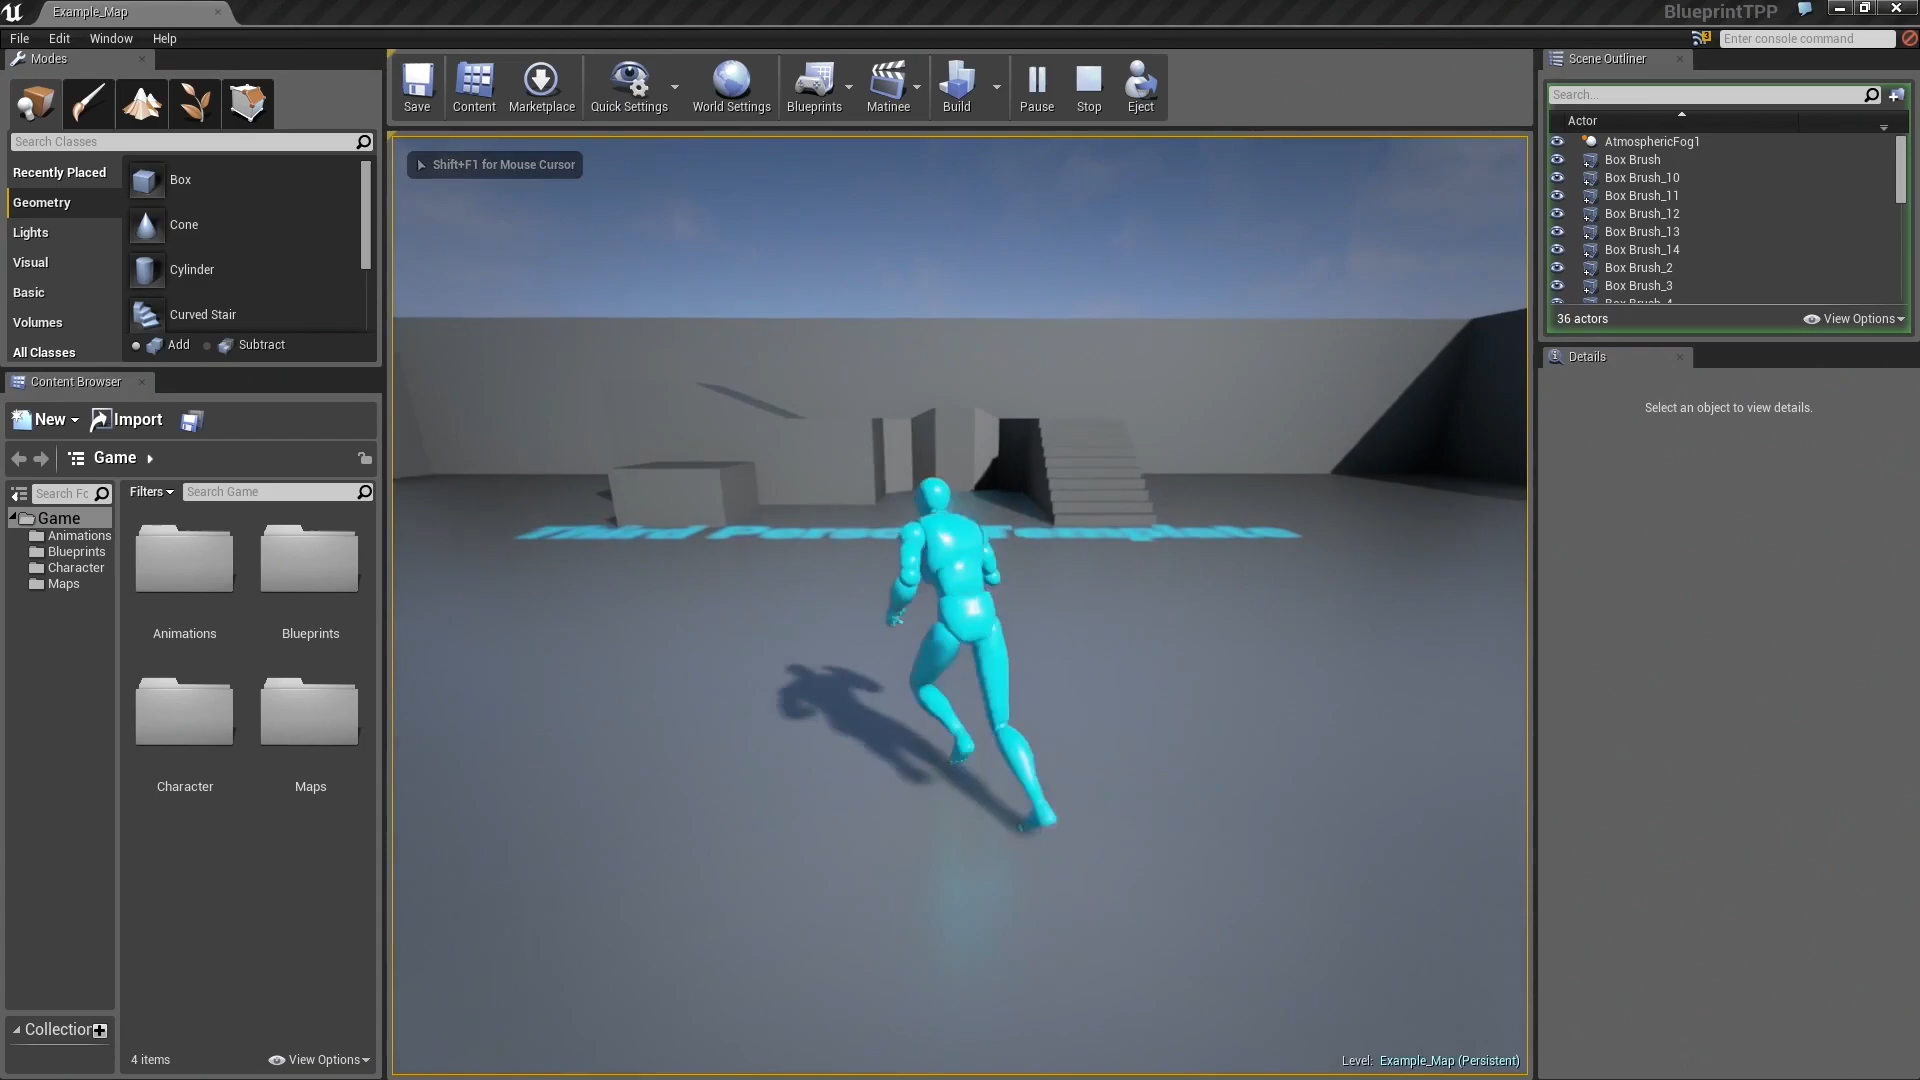 Example_Map
BlueprintTPP
File Edit Window Help
3
Enter console command
Modes
Search Classes
Recently Placed
Geometry
Lights
Visual
Basic
Volumes
All Classes
Box
Cone
Cylinder
Curved Stair
Add Subtract
Content Browser
New Import
Game
Search Fo
Filters Search Game
Game
Animations
Blueprints
Character
Maps
Animations
Blueprints
Character
Maps
Collection
4 items View Options
Save Content Marketplace Quick Settings World Settings Blueprints Matinee Build Pause Stop Eject
Shift+F1 for Mouse Cursor
Third Person Template
Level: Example_Map (Persistent)
Scene Outliner
Search...
Actor
AtmosphericFog1
Box Brush
Box Brush_10
Box Brush_11
Box Brush_12
Box Brush_13
Box Brush_14
Box Brush_2
Box Brush_3
Box Brush_4
36 actors View Options
Details
Select an object to view details.